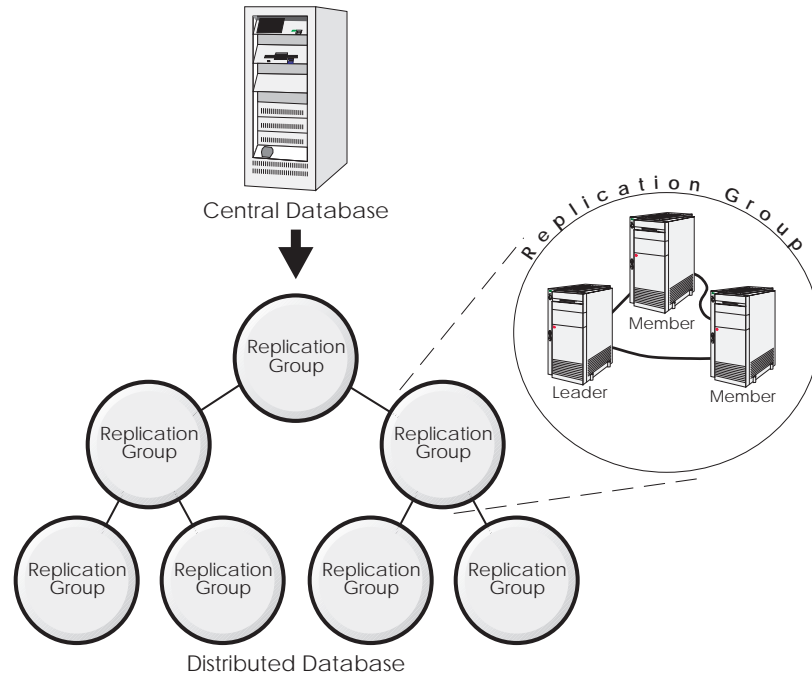 Central Database
Replication Group
Member
Leader
Member
Replication
Group
Replication
Group
Replication
Group
Replication
Group
Replication
Group
Replication
Group
Replication
Group
Distributed Database